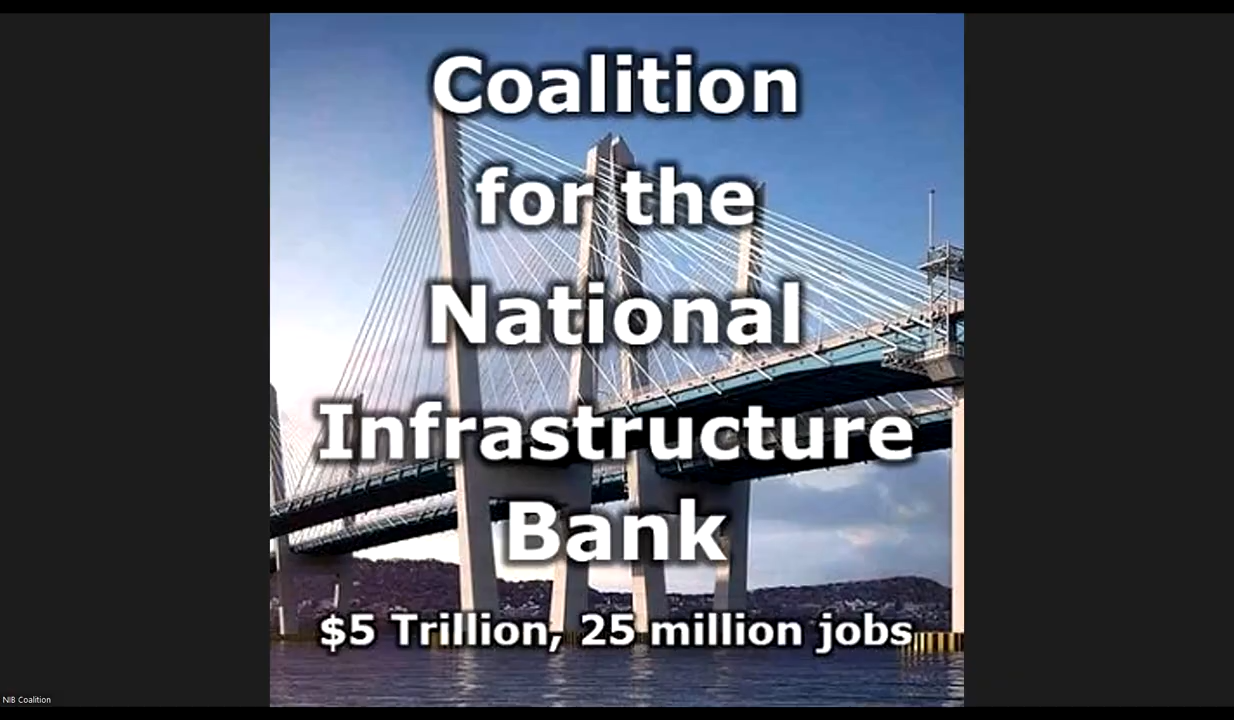 Coalition
for the
National
Infrastructure
Bank
$5 Trillion, 25 million jobs
NIB Coalition